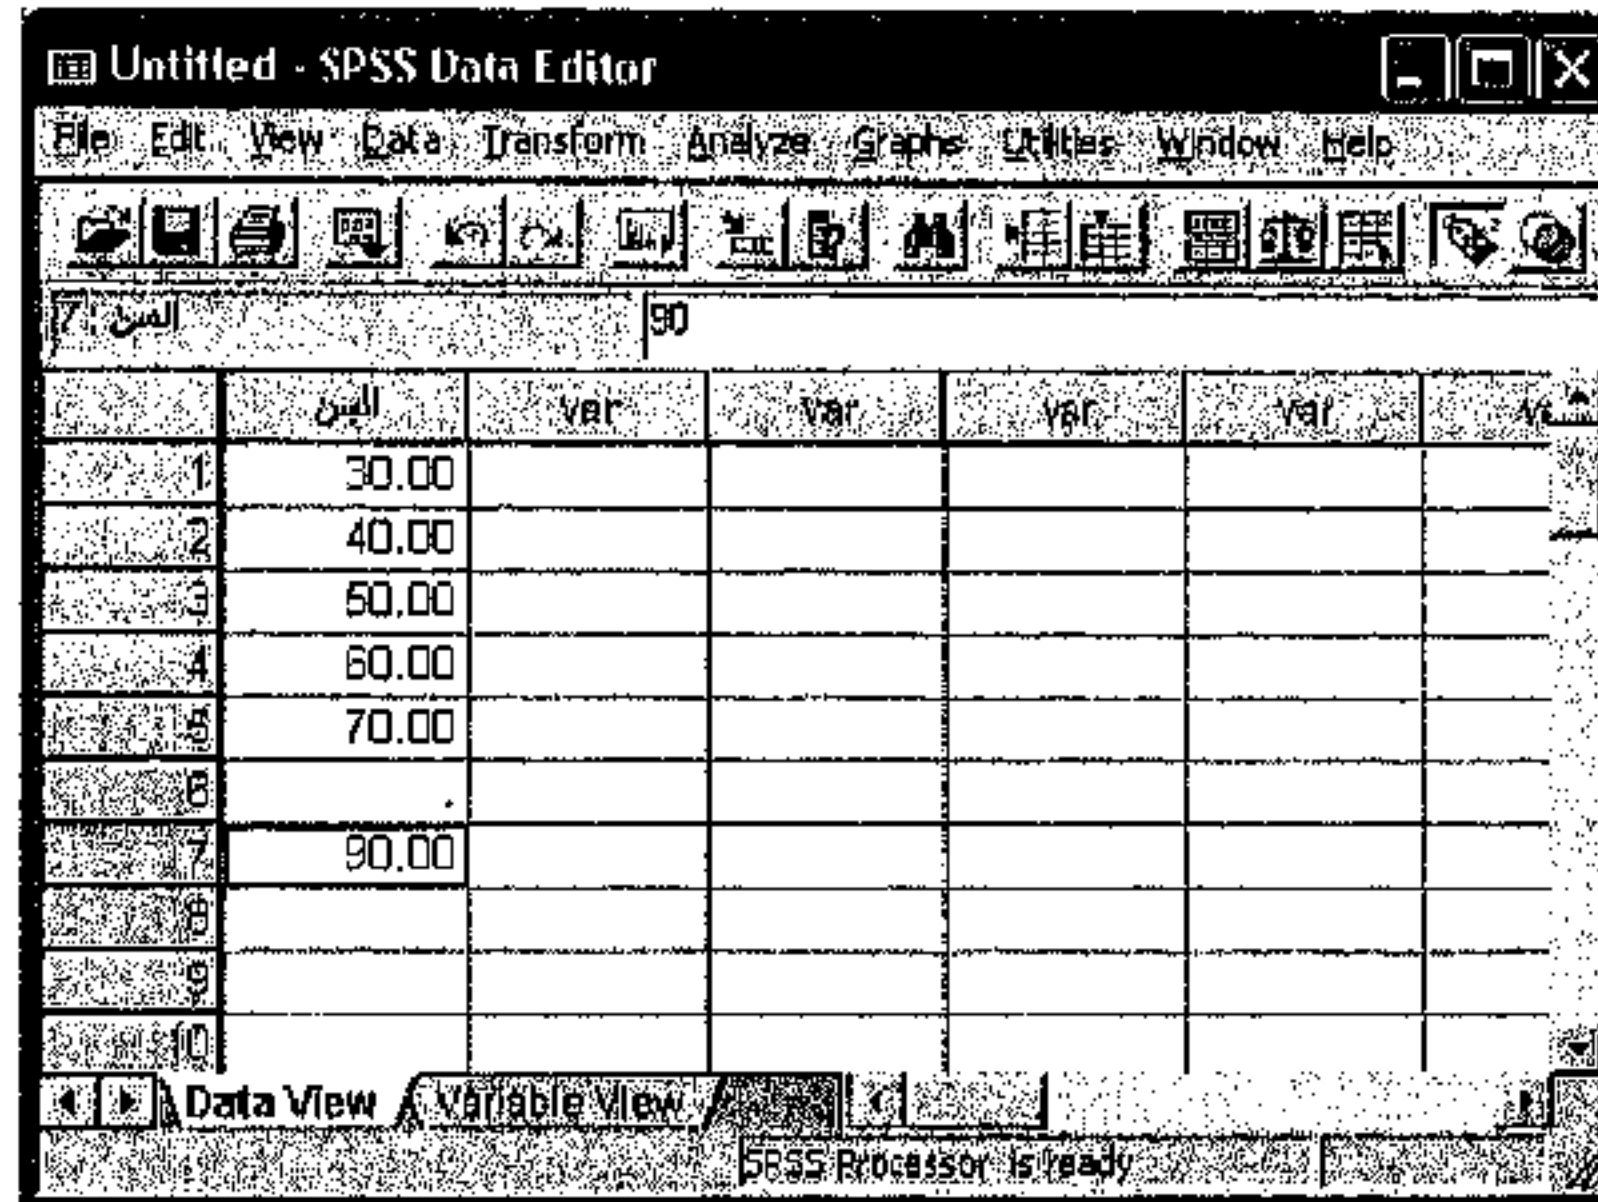 Untitled - SPSS Data Editor
File Edit View Data Transform Analyze Graphs Utilities Window Help
7 : السن 90
السن var var var var
1 30.00
2 40.00
3 50.00
4 60.00
5 70.00
6 .
7 90.00
8
9
10
Data View Variable View
SPSS Processor is ready